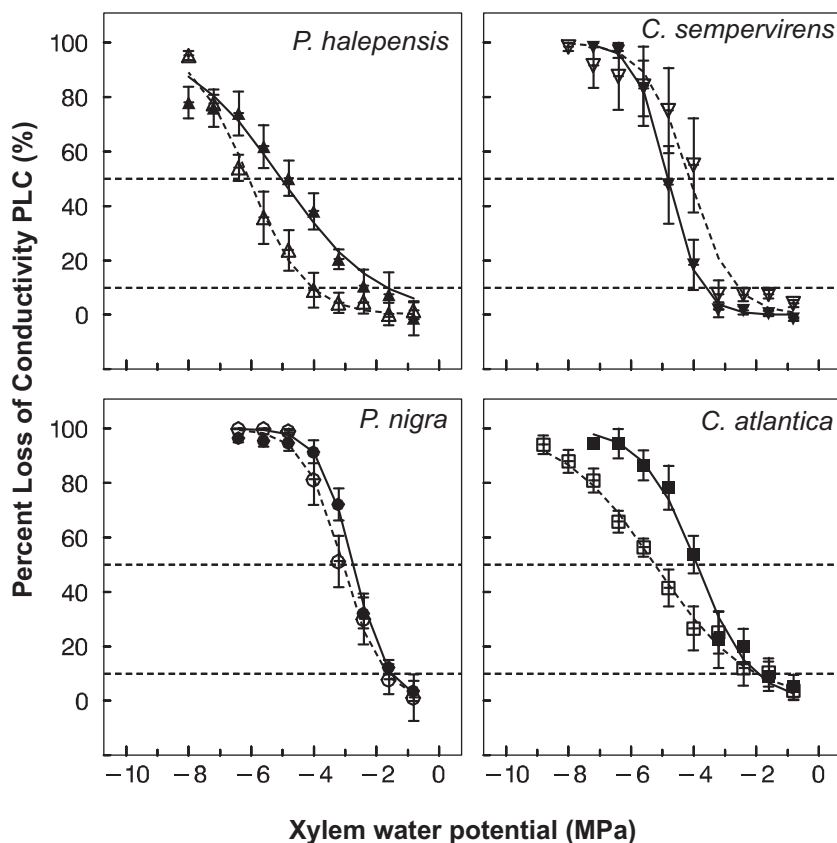 P. halepensis
C. sempervirens
100
80
60
40
20
0
P. nigra
C. atlantica
100
80
60
40
20
0
Percent Loss of Conductivity PLC (%)
−10 −8 −6 −4 −2 0
−10 −8 −6 −4 −2 0
Xylem water potential (MPa)